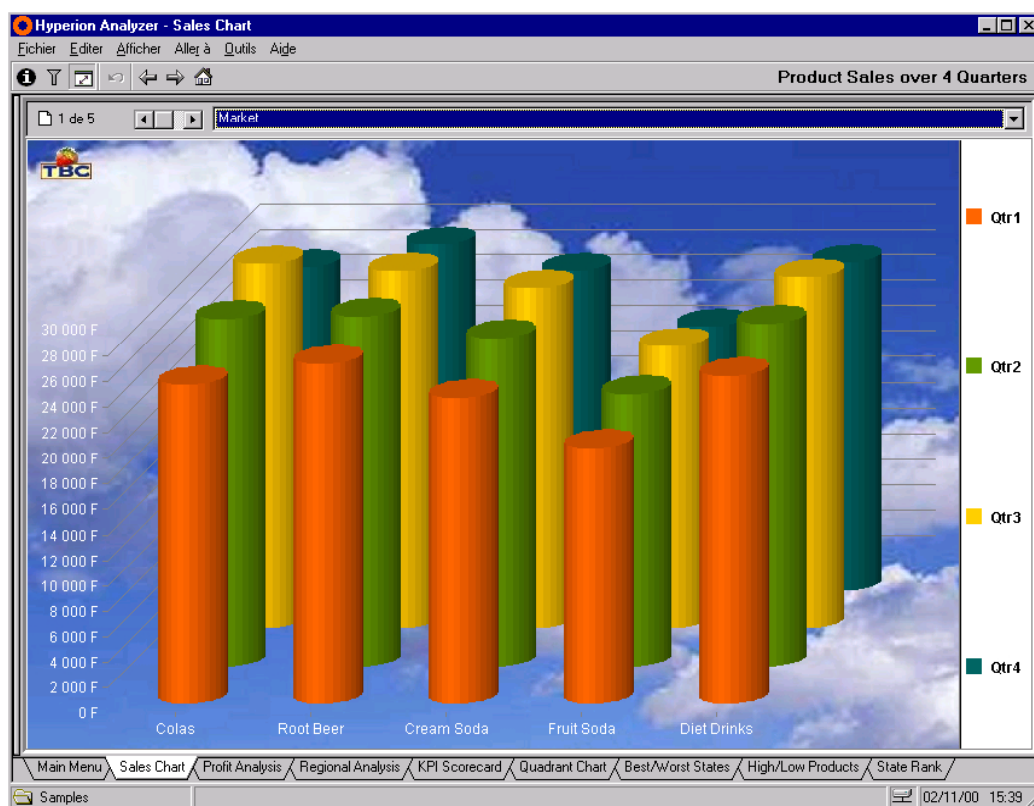 Hyperion Analyzer - Sales Chart
Fichier Editer Afficher Aller à Outils Aide
Product Sales over 4 Quarters
1 de 5 Market
TBC
Qtr1
30 000 F
28 000 F
26 000 F
24 000 F
22 000 F
20 000 F
18 000 F
16 000 F
14 000 F
12 000 F
10 000 F
8 000 F
6 000 F
4 000 F
2 000 F
0 F
Qtr2
Qtr3
Qtr4
Colas Root Beer Cream Soda Fruit Soda Diet Drinks
Main Menu Sales Chart Profit Analysis Regional Analysis KPI Scorecard Quadrant Chart Best/Worst States High/Low Products State Rank
Samples 02/11/00 15:39